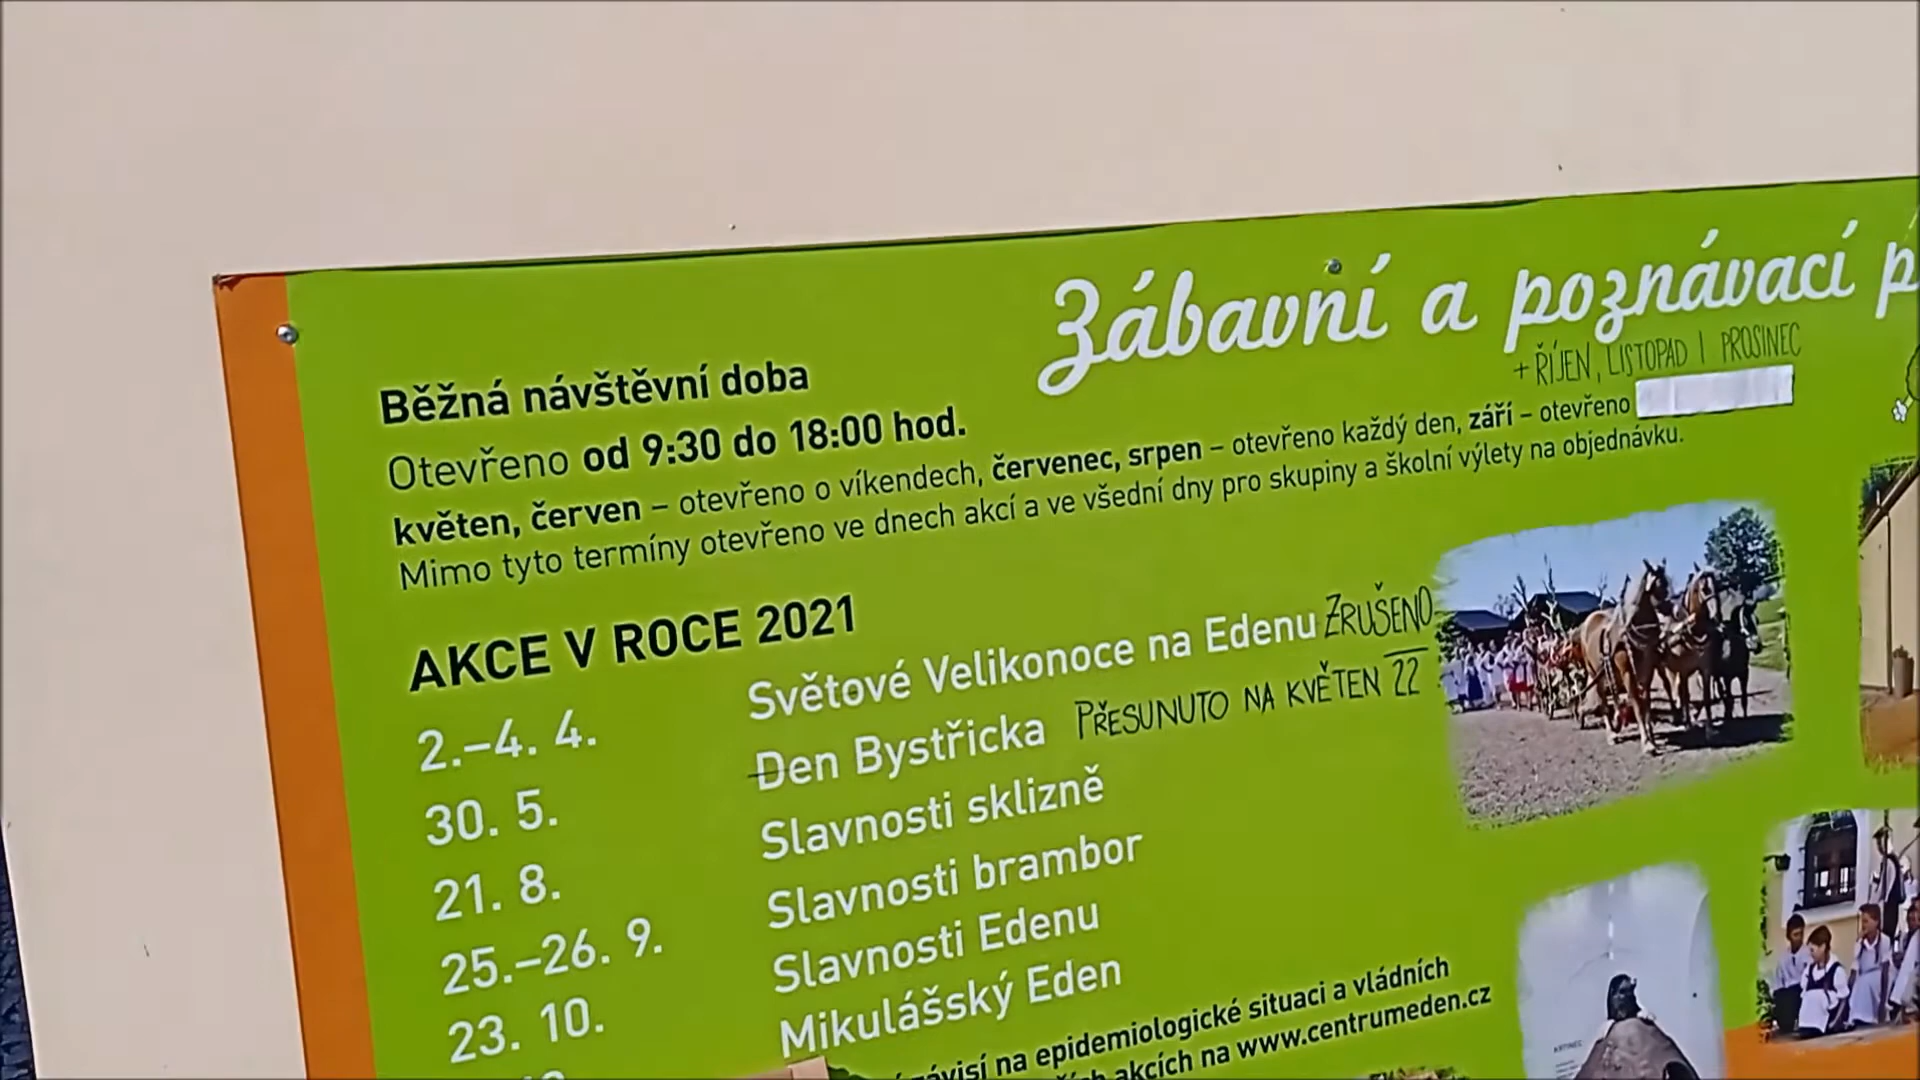 Zábavní a poznávací
+ ŘÍJEN, LISTOPAD I PROSINEC
Běžná návštěvní doba
Otevřeno od 9:30 do 18:00 hod.
květen, červen – otevřeno o víkendech, červenec, srpen – otevřeno každý den, září – otevřeno
Mimo tyto termíny otevřeno ve dnech akcí a ve všední dny pro skupiny a školní výlety na objednávku.
AKCE V ROCE 2021
2.–4. 4. Světové Velikonoce na Edenu ZRUŠENO
30. 5. Den Bystřicka PŘESUNUTO NA KVĚTEN 22
21. 8. Slavnosti sklizně
25.–26. 9. Slavnosti brambor
23. 10. Slavnosti Edenu
Mikulášský Eden
závisí na epidemiologické situaci a vládních
akcích na www.centrumeden.cz